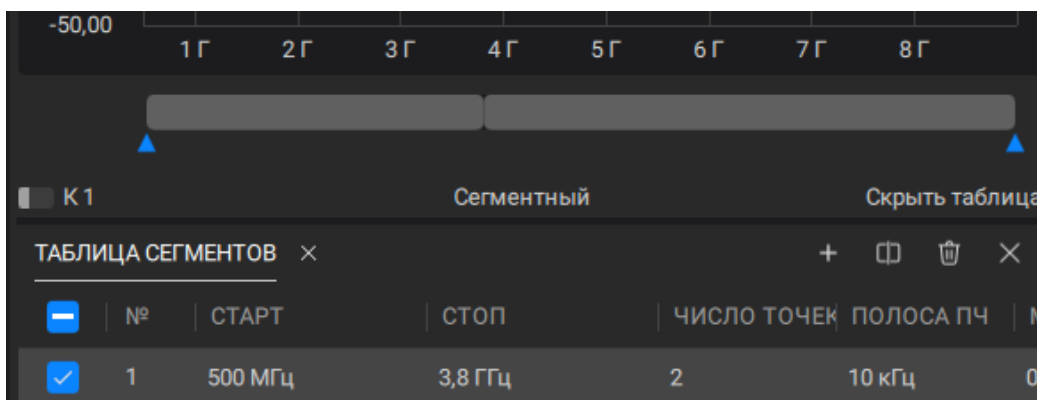 -50,00
1 Г 2 Г 3 Г 4 Г 5 Г 6 Г 7 Г 8 Г
К 1 Сегментный Скрыть таблица
ТАБЛИЦА СЕГМЕНТОВ
№ СТАРТ СТОП ЧИСЛО ТОЧЕК ПОЛОСА ПЧ
1 500 МГц 3,8 ГГц 2 10 кГц 0